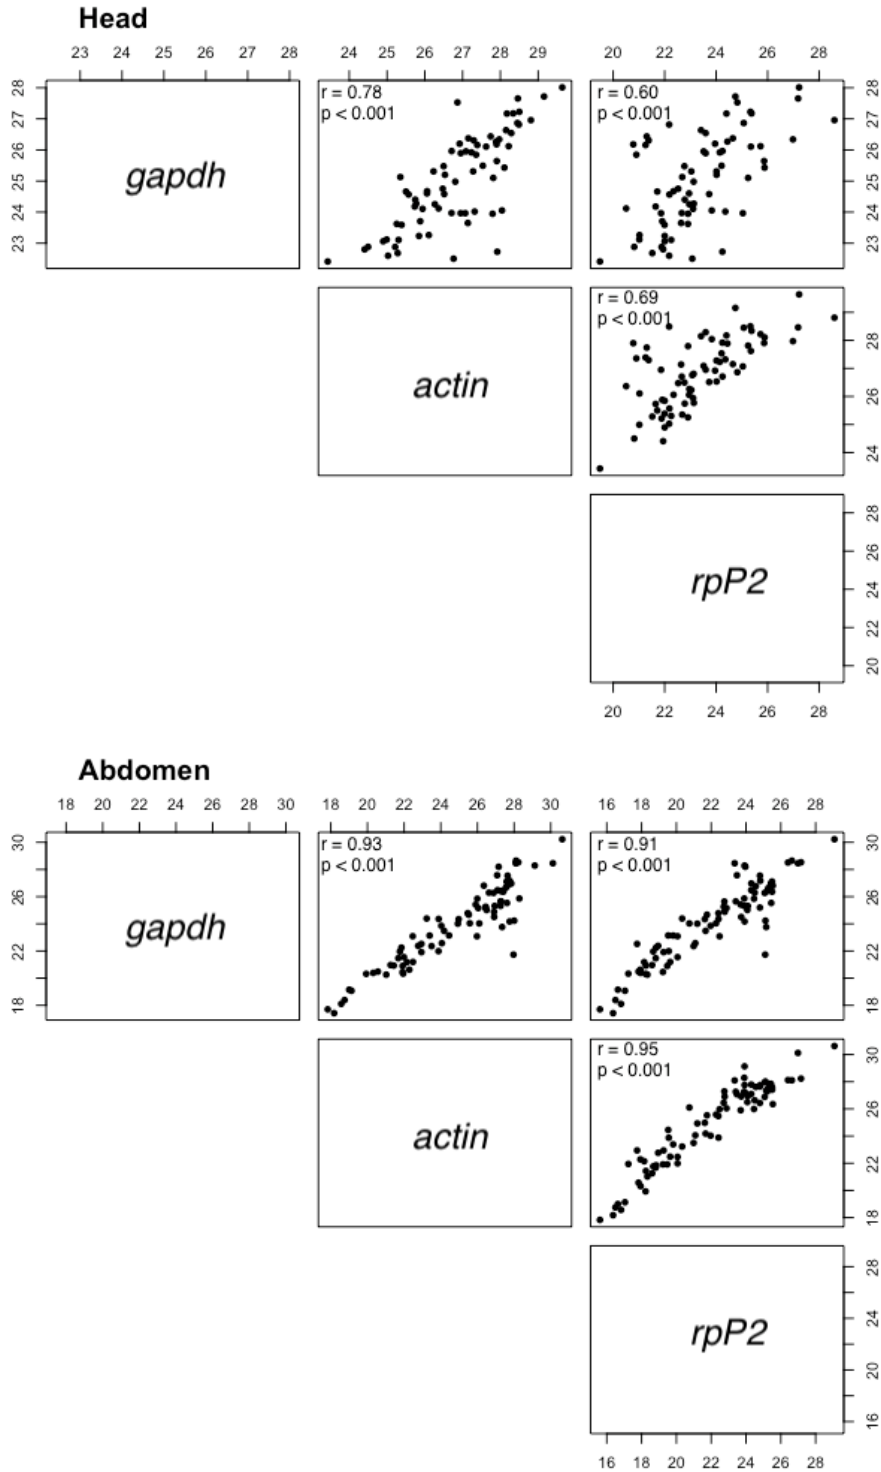 Head
23 24 25 26 27 28
24 25 26 27 28 29
20 22 24 26 28
28
27
26
25
24
23
gapdh
r = 0.78
p < 0.001
r = 0.60
p < 0.001
28
27
26
25
24
23
actin
r = 0.69
p < 0.001
28
26
24
rpP2
28
26
24
22
20
20 22 24 26 28
Abdomen
18 20 22 24 26 28 30
18 20 22 24 26 28 30
16 18 20 22 24 26 28
30
26
22
18
gapdh
r = 0.93
p < 0.001
r = 0.91
p < 0.001
actin
r = 0.95
p < 0.001
30
26
22
18
rpP2
28
24
20
16
16 18 20 22 24 26 28